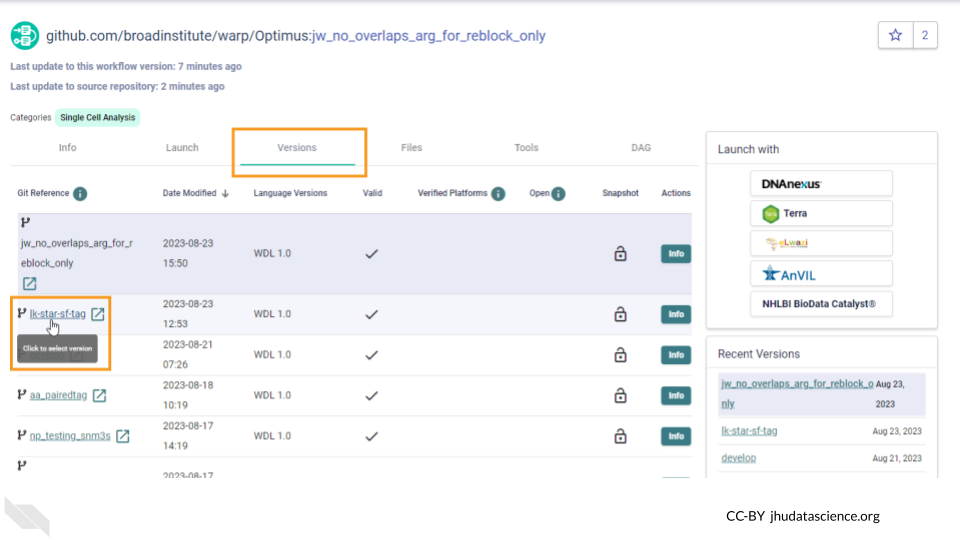 github.com/broadinstitute/warp/Optimus:jw_no_overlaps_arg_for_reblock_only
2
Last update to this workflow version: 7 minutes ago
Last update to source repository: 2 minutes ago
Categories Single Cell Analysis
Info Launch Versions Files Tools DAG
Git Reference Date Modified Language Versions Valid Verified Platforms Open Snapshot Actions
jw_no_overlaps_arg_for_r
eblock_only
2023-08-23
15:50
WDL 1.0
Info
lk-star-sf-tag
2023-08-23
12:53
WDL 1.0
Info
Click to select version
2023-08-21
07:26
WDL 1.0
Info
aa_pairedtag
2023-08-18
10:19
WDL 1.0
Info
np_testing_snm3s
2023-08-17
14:19
WDL 1.0
Info
2023-08-17
Launch with
DNAnexus
Terra
eLwazi
AnVIL
NHLBI BioData Catalyst®
Recent Versions
jw_no_overlaps_arg_for_reblock_o Aug 23,
nly 2023
lk-star-sf-tag Aug 23, 2023
develop Aug 21, 2023
CC-BY jhudatascience.org